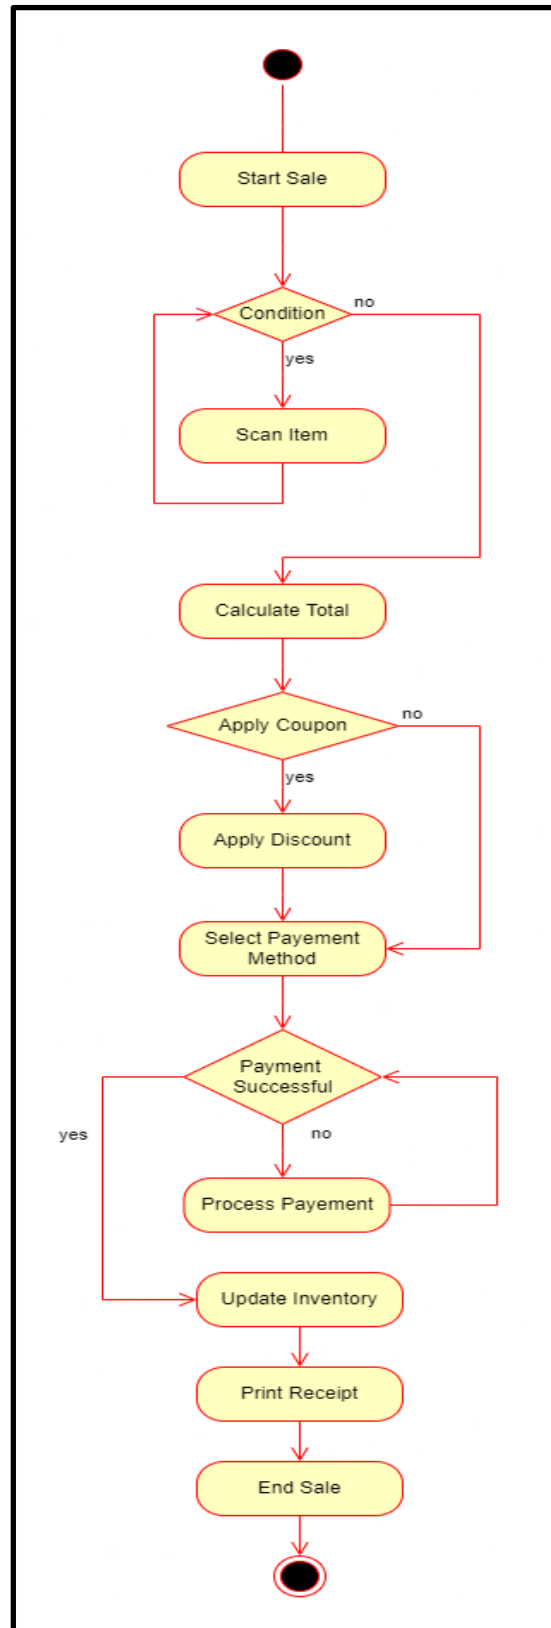 Start Sale
Condition
no
yes
Scan Item
Calculate Total
Apply Coupon
no
yes
Apply Discount
Select Payement
Method
Payment
Successful
yes
no
Process Payement
Update Inventory
Print Receipt
End Sale